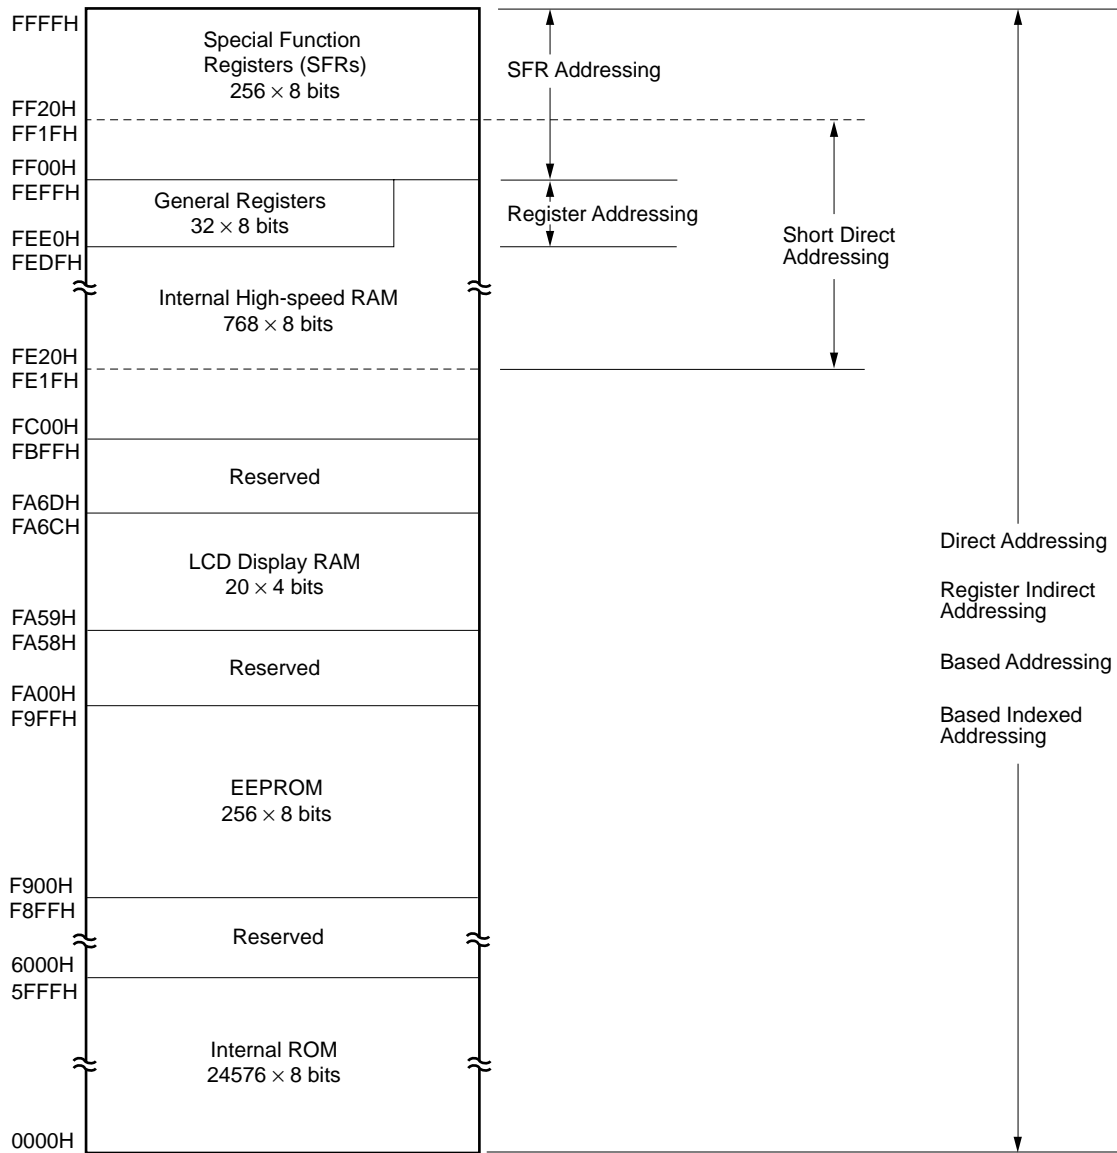 FFFFH
Special Function
Registers (SFRs)
256 × 8 bits
SFR Addressing
FF20H
FF1FH
FF00H
FEFFH
General Registers
32 × 8 bits
Register Addressing
FEE0H
FEDFH
Short Direct
Addressing
Internal High-speed RAM
768 × 8 bits
FE20H
FE1FH
FC00H
FBFFH
Reserved
FA6DH
FA6CH
LCD Display RAM
20 × 4 bits
Direct Addressing
Register Indirect
Addressing
FA59H
FA58H
Reserved
Based Addressing
FA00H
F9FFH
Based Indexed
Addressing
EEPROM
256 × 8 bits
F900H
F8FFH
Reserved
6000H
5FFFH
Internal ROM
24576 × 8 bits
0000H